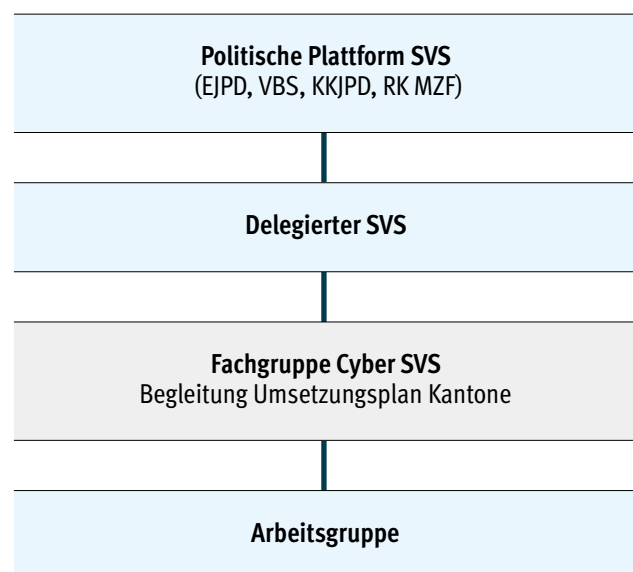 Politische Plattform SVS
(EJPD, VBS, KKJPD, RK MZF)
Delegierter SVS
Fachgruppe Cyber SVS
Begleitung Umsetzungsplan Kantone
Arbeitsgruppe